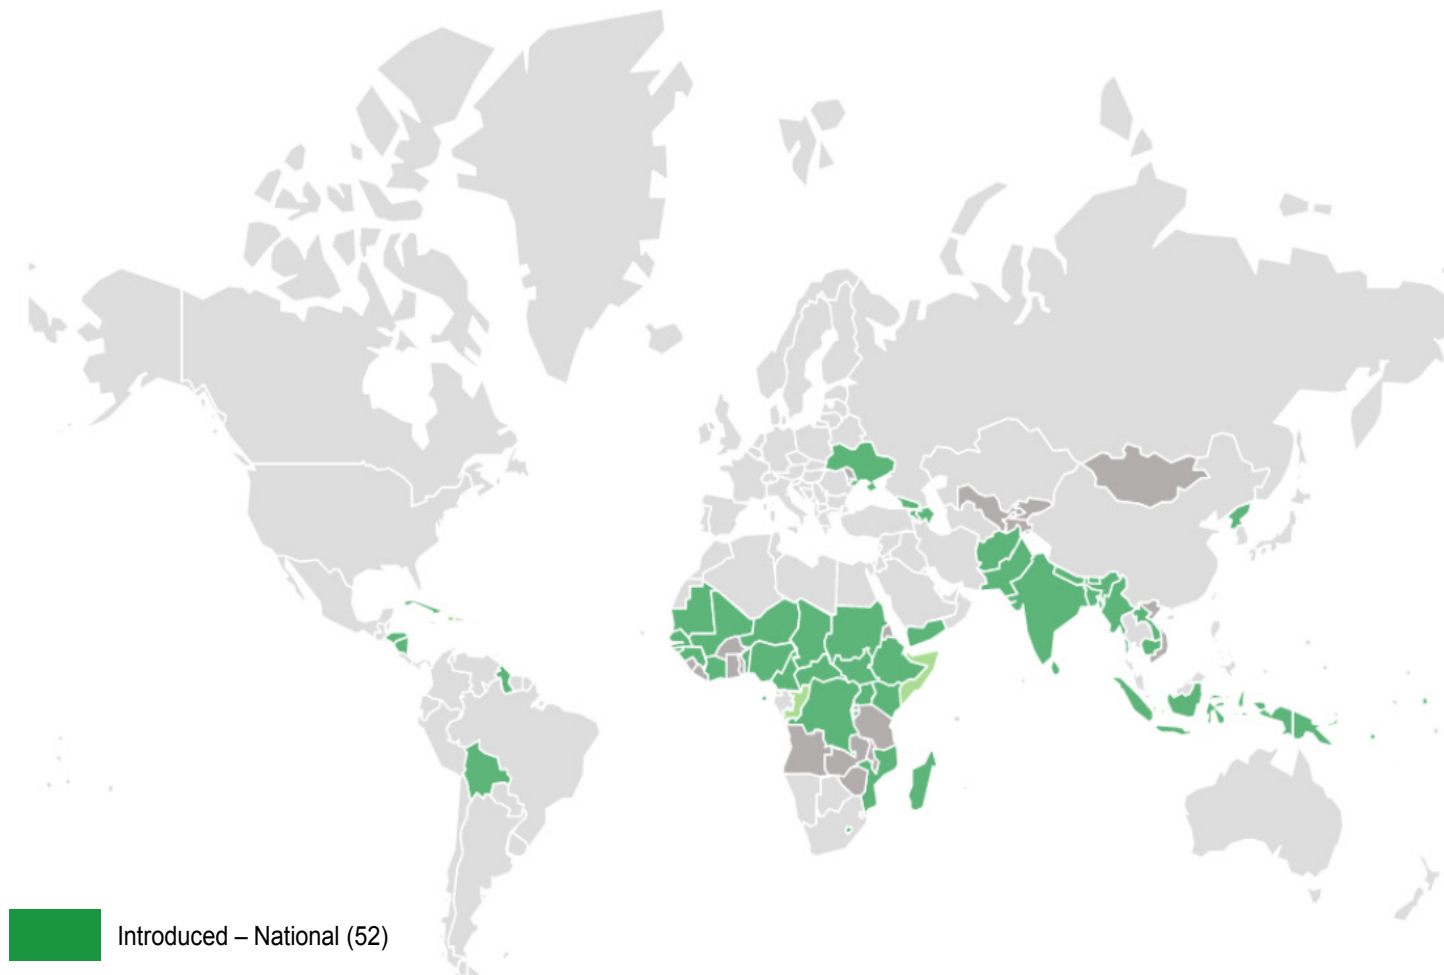 Introduced – National (52)